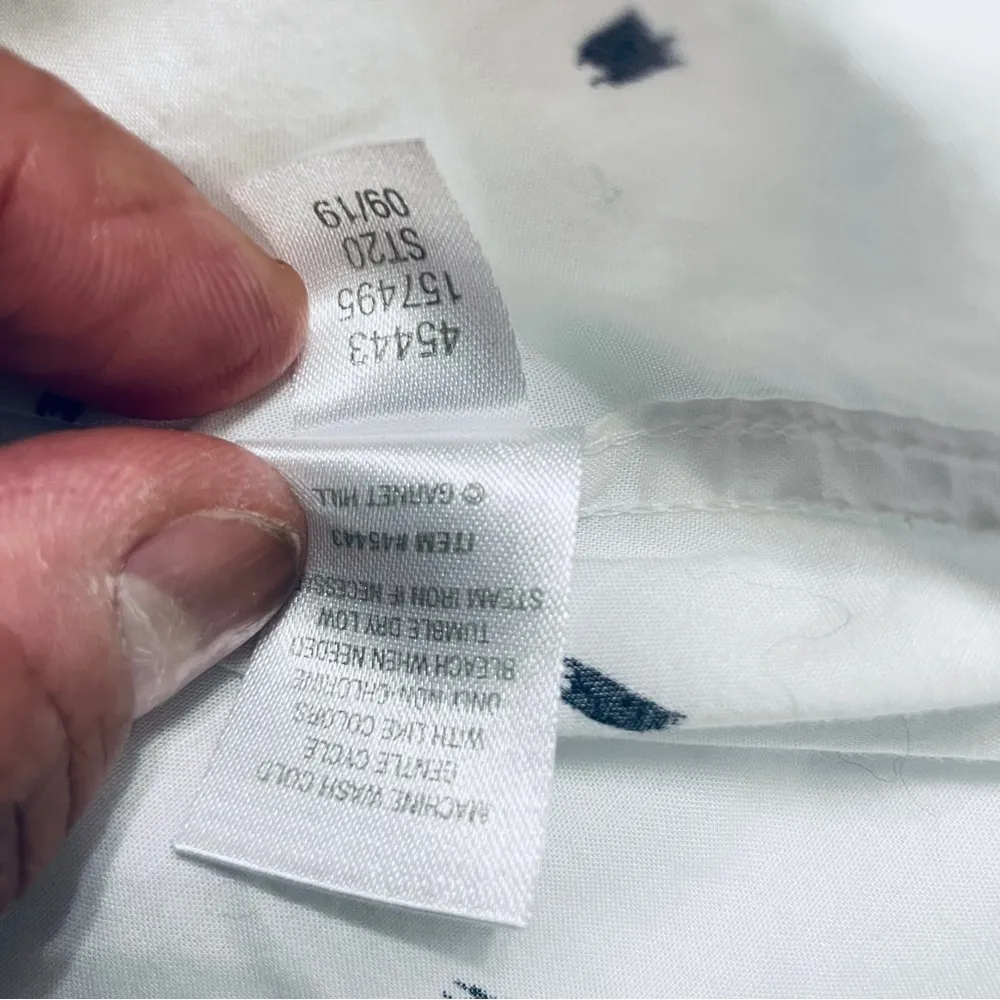 MACHINE WASH COLD
GENTLE CYCLE
WITH LIKE COLORS
ONLY NON-CHLORINE
BLEACH WHEN NEEDED
TUMBLE DRY LOW
STEAM IRON IF NECESS
ITEM #45443
© GARNET HILL
45443
157495
ST20
09/19